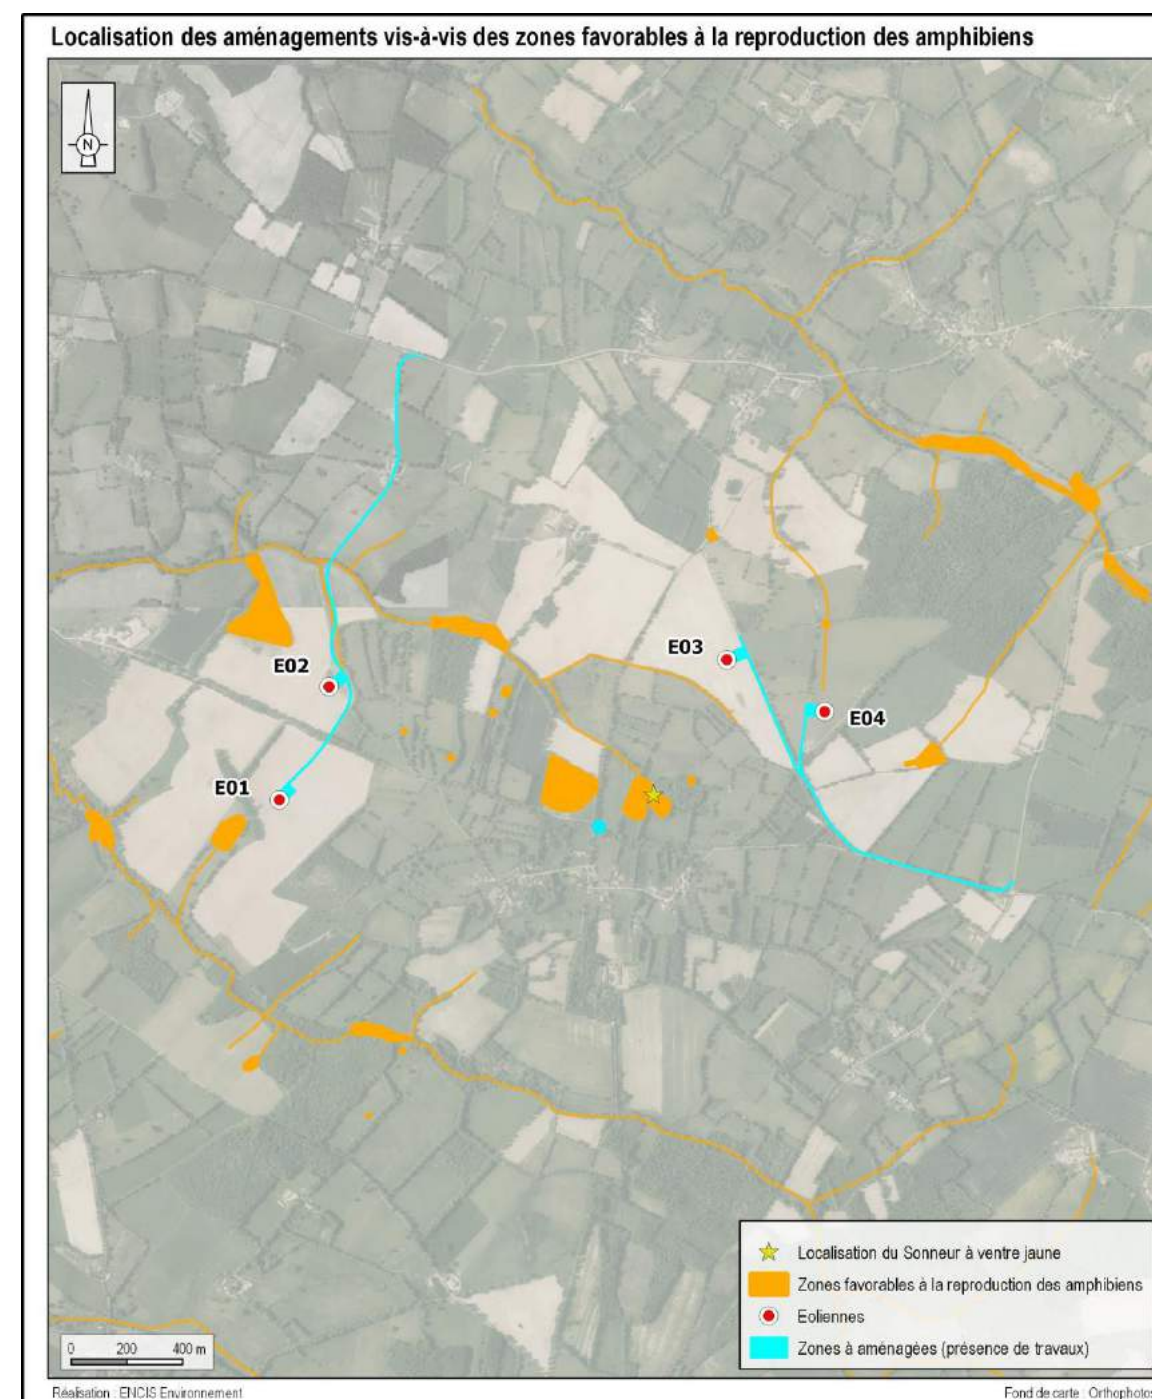 Localisation des aménagements vis-à-vis des zones favorables à la reproduction des amphibiens
N
E03
E02
E04
E01
Localisation du Sonneur à ventre jaune
Zones favorables à la reproduction des amphibiens
Eoliennes
Zones à aménagées (présence de travaux)
0 200 400 m
Réalisation : ENCIS Environnement
Fond de carte : Orthophotos